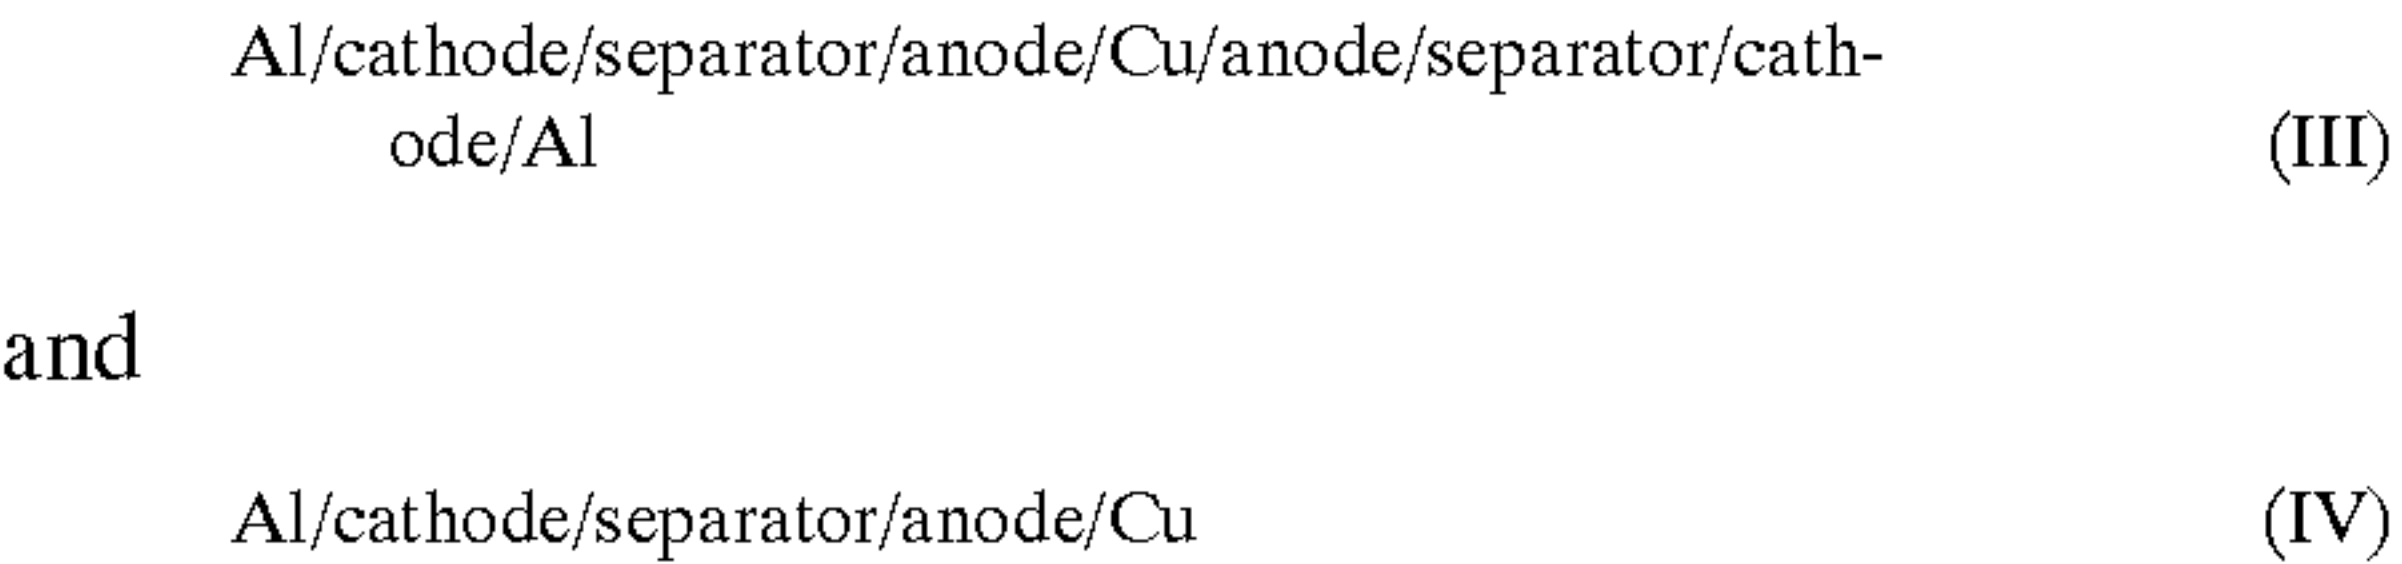 Al/cathode/separator/anode/Cu/anode/separator/cath-
ode/Al (III)
and
Al/cathode/separator/anode/Cu (IV)